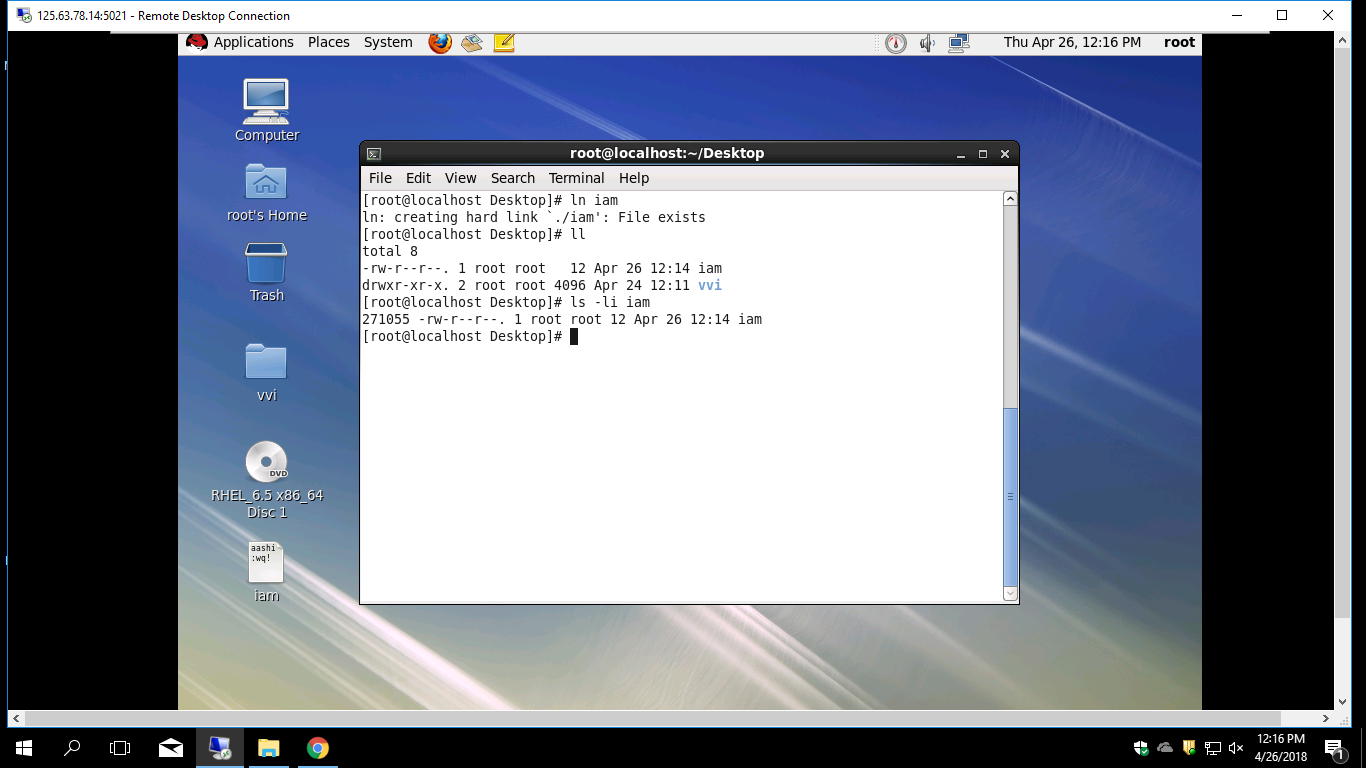 125.63.78.14:5021 - Remote Desktop Connection
Applications Places System Thu Apr 26, 12:16 PM root
Computer
root's Home
Trash
vvi
DVD
RHEL_6.5 x86_64
Disc 1
aashi
:wq!
iam
root@localhost:~/Desktop
File Edit View Search Terminal Help
[root@localhost Desktop]# ln iam
ln: creating hard link `./iam': File exists
[root@localhost Desktop]# ll
total 8
-rw-r--r--. 1 root root   12 Apr 26 12:14 iam
drwxr-xr-x. 2 root root 4096 Apr 24 12:11 vvi
[root@localhost Desktop]# ls -li iam
271055 -rw-r--r--. 1 root root 12 Apr 26 12:14 iam
[root@localhost Desktop]#
12:16 PM
4/26/2018
1